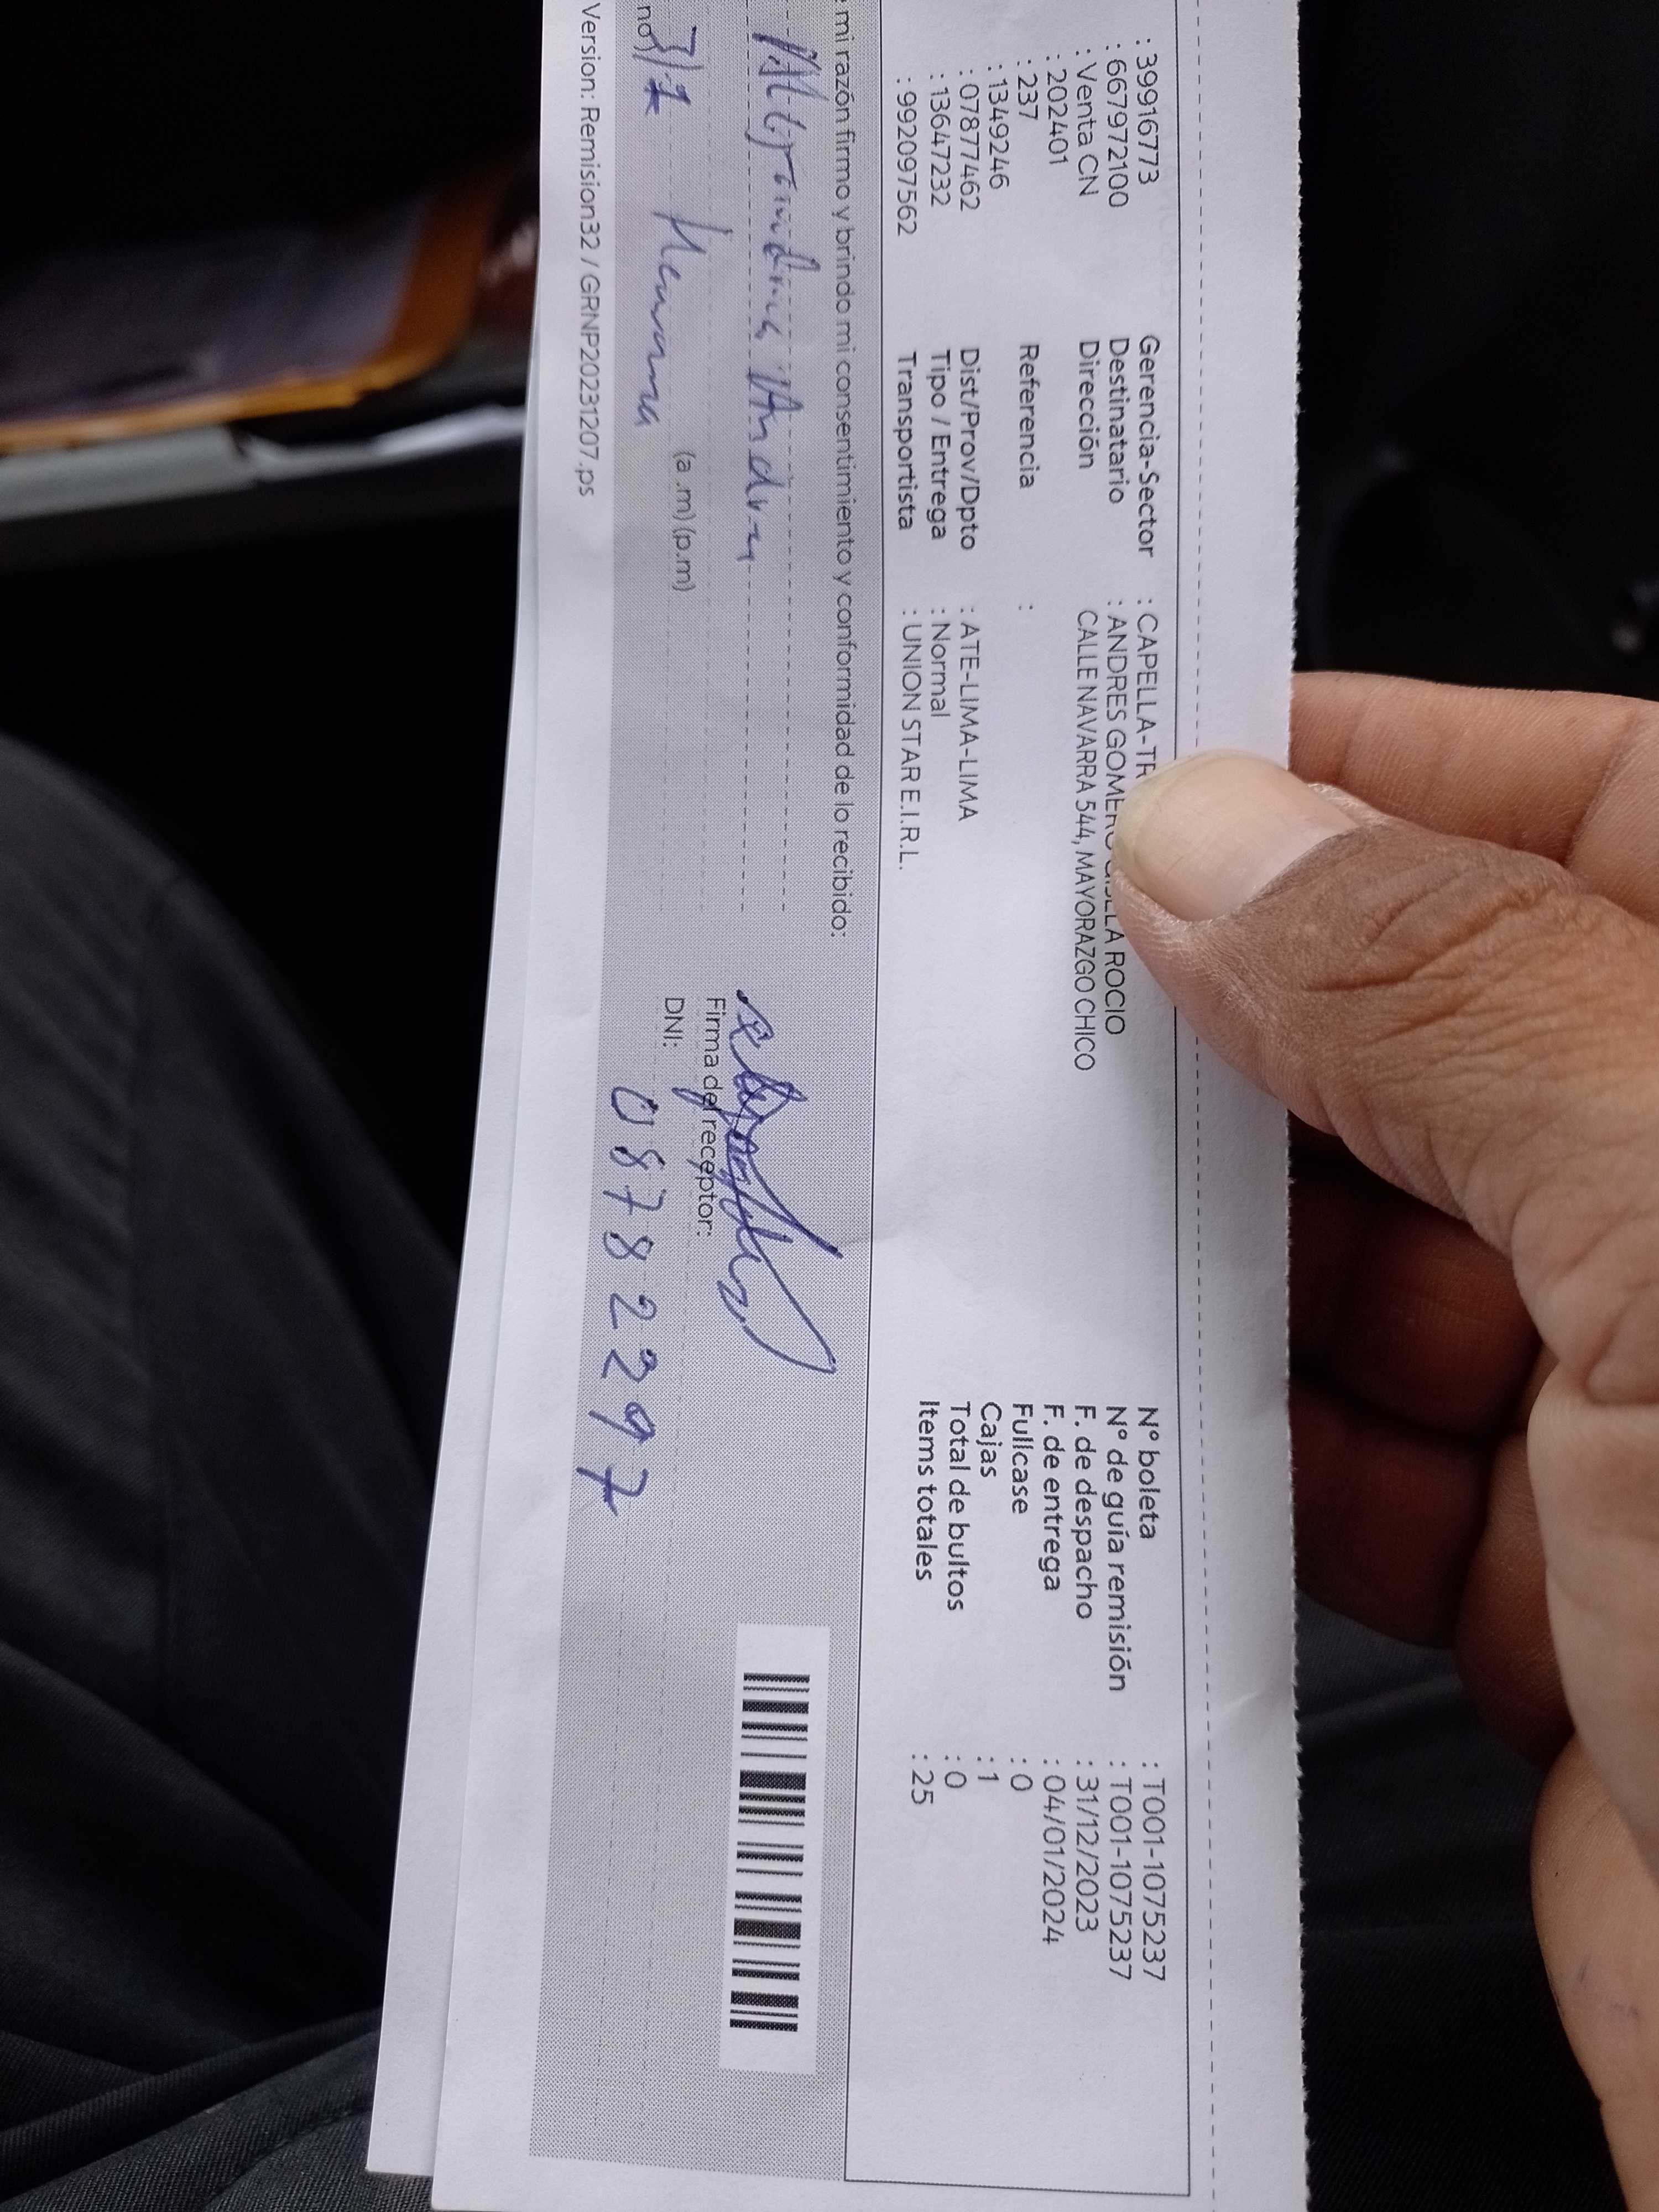 : 39916773 Gerencia-Sector : CAPELLA-TR N° boleta : T001-1075237
: 667972100 Destinatario : ANDRES GOMERO ROCIO N° de guía remisión : T001-1075237
: Venta CN Dirección CALLE NAVARRA 544, MAYORAZGO CHICO F. de despacho : 31/12/2023
: 202401 F. de entrega : 04/01/2024
: 237 Referencia : Fullcase : 0
: 1349246 Cajas : 1
: 07877462 Dist/Prov/Dpto : ATE-LIMA-LIMA Total de bultos : 0
: 13647232 Tipo / Entrega : Normal Items totales : 25
: 992097562 Transportista : UNION STAR E.I.R.L.
mi razón firmo y brindo mi consentimiento y conformidad de lo recibido:
Firma del receptor:
(a.m) (p.m) DNI: 08782297
Version: Remision32 / GRNP20231207.ps